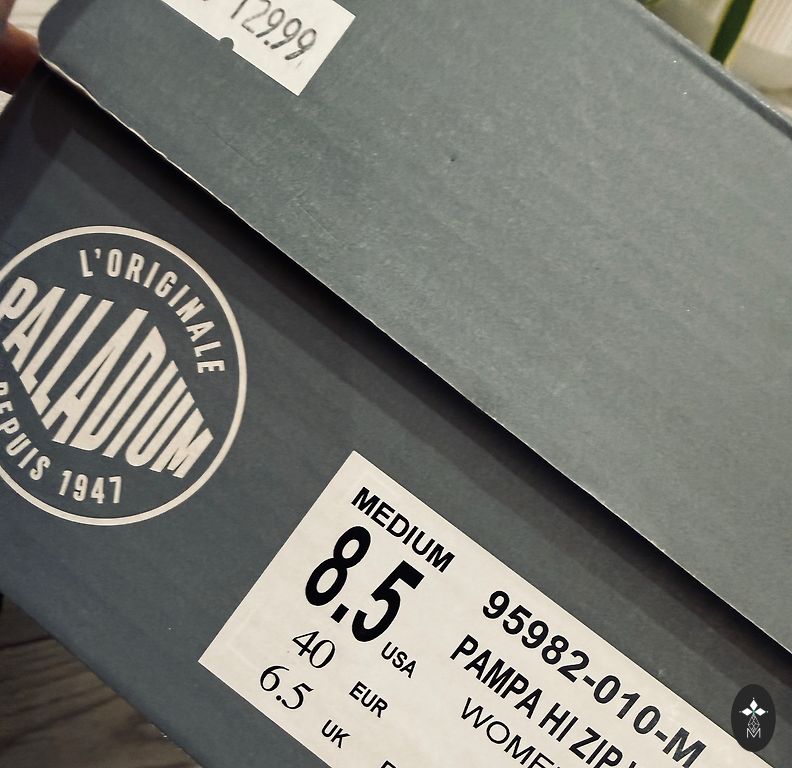 129.99
L'ORIGINALE
PALLADIUM
DEPUIS 1947
MEDIUM
8.5 USA
40 EUR
6.5 UK
95982-010-M
PAMPA HI ZIP
M